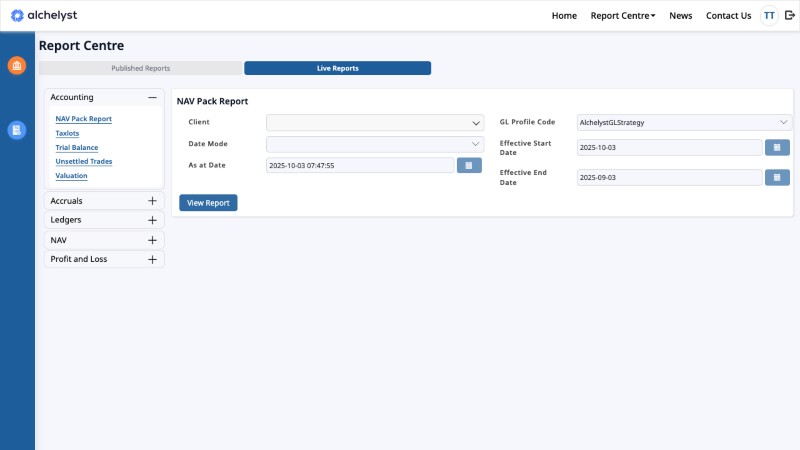 alchelyst
Home
Report Centre
News
Contact Us
TT
Report Centre
Published Reports
Live Reports
Accounting
NAV Pack Report
Taxlots
Trial Balance
Unsettled Trades
Valuation
Accruals
Ledgers
NAV
Profit and Loss
NAV Pack Report
Client
Date Mode
As at Date
2025-10-03 07:47:55
GL Profile Code
AlchelystGLStrategy
Effective Start
Date
2025-10-03
Effective End
Date
2025-09-03
View Report